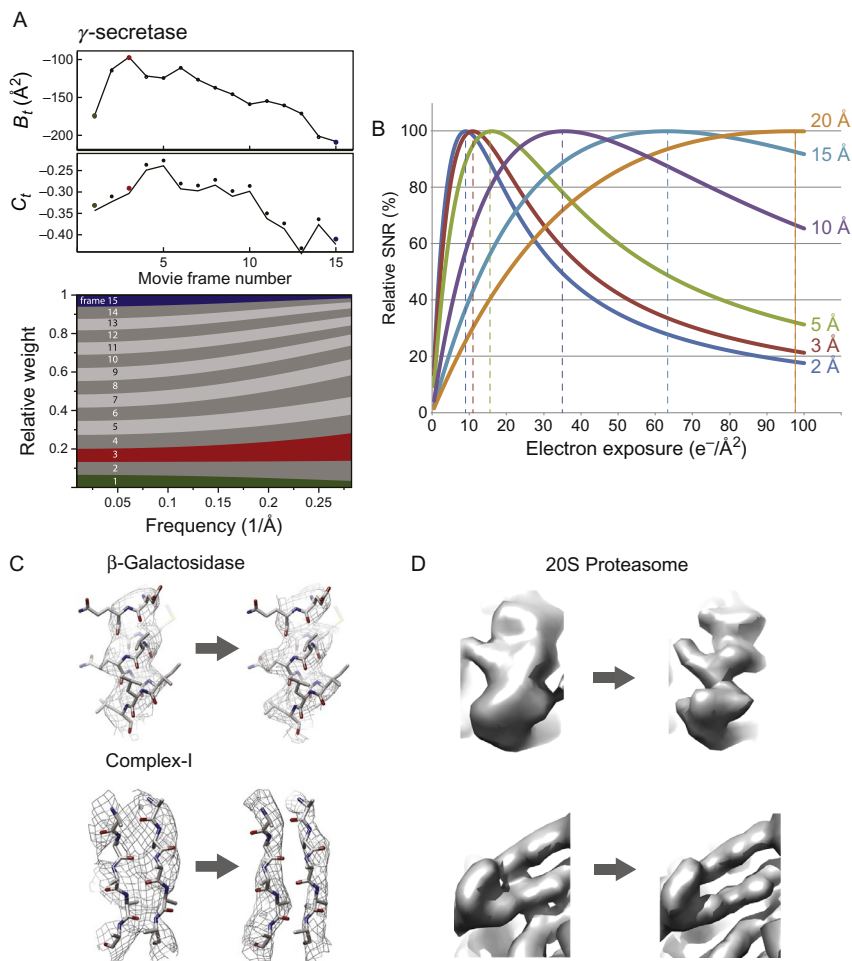 A
γ-secretase
B_t (Å²)
−100
−150
−200
C_t
−0.25
−0.30
−0.35
−0.40
5
10
15
Movie frame number
Relative weight
1
0.8
0.6
0.4
0.2
frame 15
14
13
12
11
10
9
8
7
6
5
4
3
2
1
0.05
0.1
0.15
0.2
0.25
Frequency (1/Å)
B
Relative SNR (%)
100
80
60
40
20
0
0
10
20
30
40
50
60
70
80
90
100
Electron exposure (e⁻/Å²)
20 Å
15 Å
10 Å
5 Å
3 Å
2 Å
C
β-Galactosidase
Complex-I
D
20S Proteasome